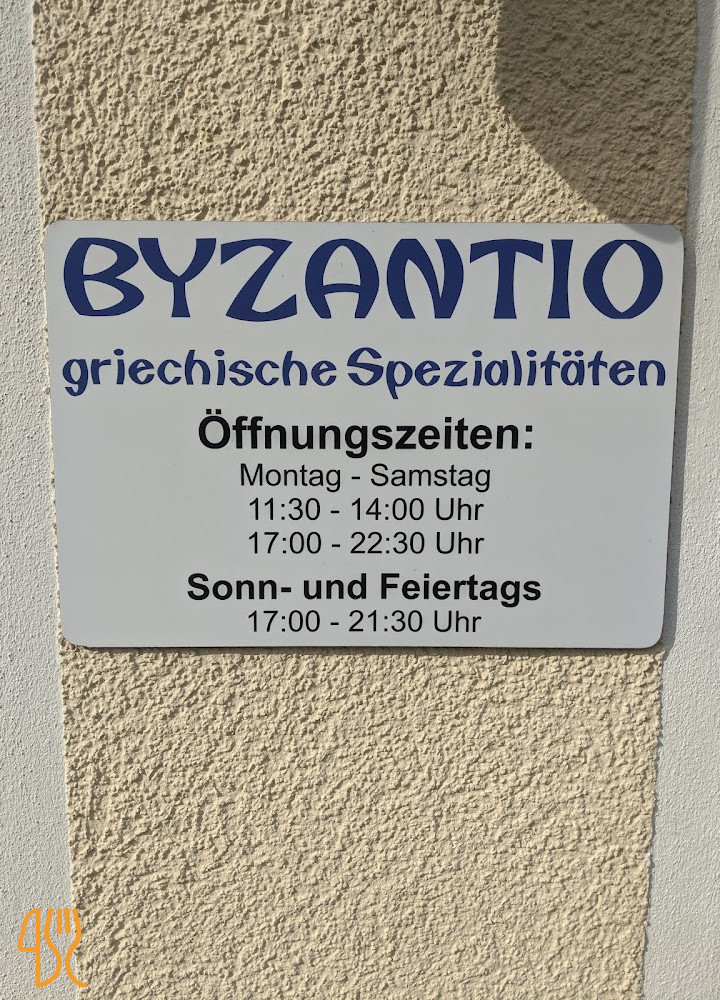 BYZANTIO
griechische Spezialitäten
Öffnungszeiten:
Montag - Samstag
11:30 - 14:00 Uhr
17:00 - 22:30 Uhr
Sonn- und Feiertags
17:00 - 21:30 Uhr